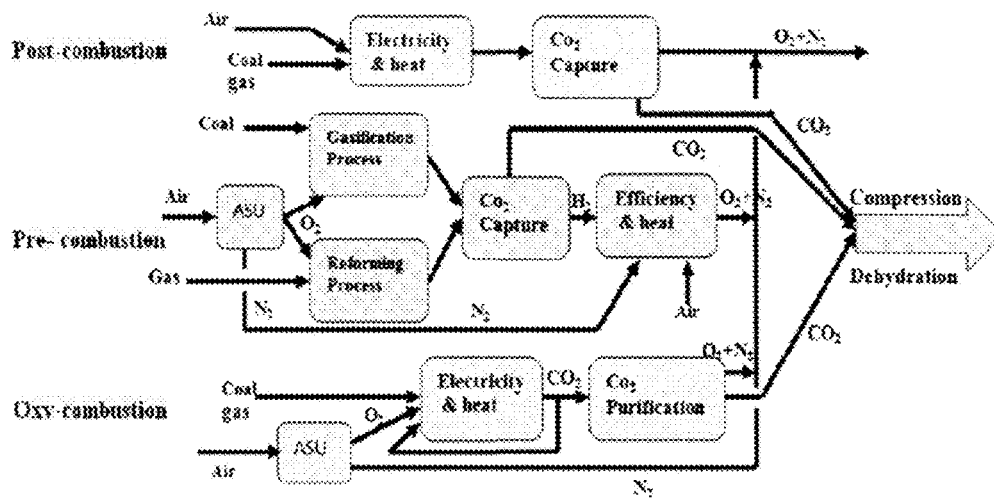 Air
Post-combustion
Coal
gas
Electricity
& heat
Co₂
Capture
O₂+N₂
CO₂
Coal
Gasification
Process
CO₂
Air
ASU
O₂
Pre- combustion
Co₂
Capture
H₂
Efficiency
& heat
O₂+N₂
Compression
Dehydration
Gas
Reforming
Process
N₂
N₂
Air
CO₂
O₂+N₂
Coal
gas
Oxy-combustion
Electricity
& heat
CO₂
Co₂
Purification
O₂
ASU
Air
N₂